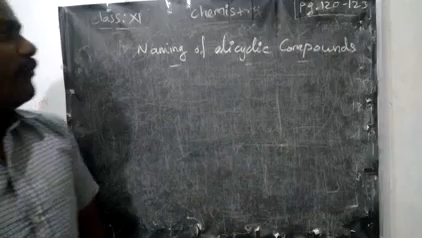 Class: XI Chemistry [Pg. 120-123]
Naming of alicyclic Compounds